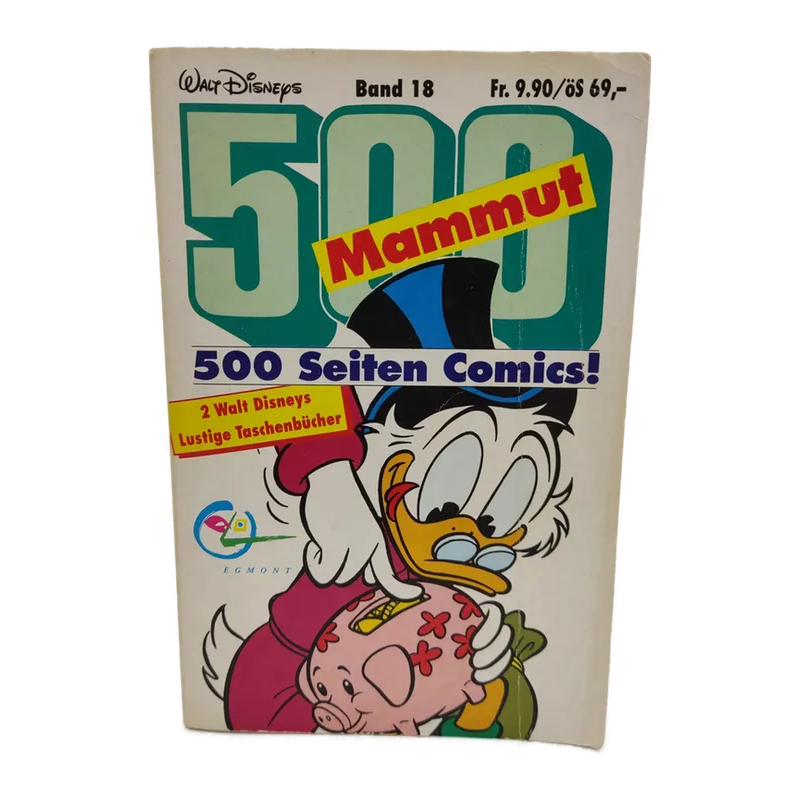 Walt Disneys Band 18 Fr. 9.90/öS 69,–
500
Mammut
500 Seiten Comics!
2 Walt Disneys
Lustige Taschenbücher
EGMONT